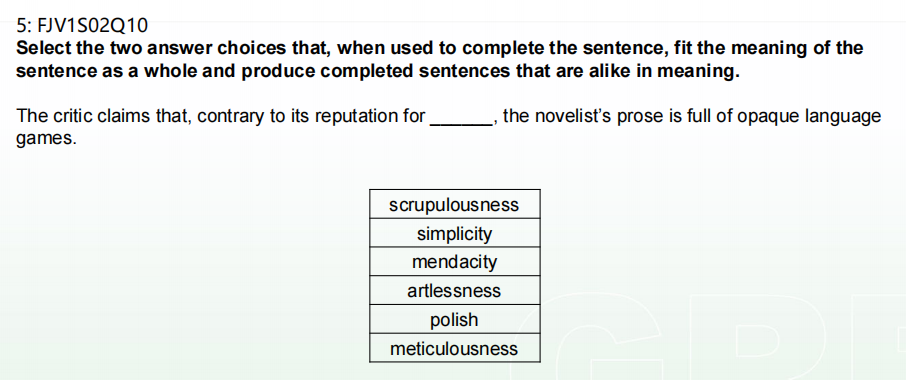 5: FJV1S02Q10
Select the two answer choices that, when used to complete the sentence, fit the meaning of the
sentence as a whole and produce completed sentences that are alike in meaning.
The critic claims that, contrary to its reputation for ______, the novelist's prose is full of opaque language
games.
scrupulousness
simplicity
mendacity
artlessness
polish
meticulousness